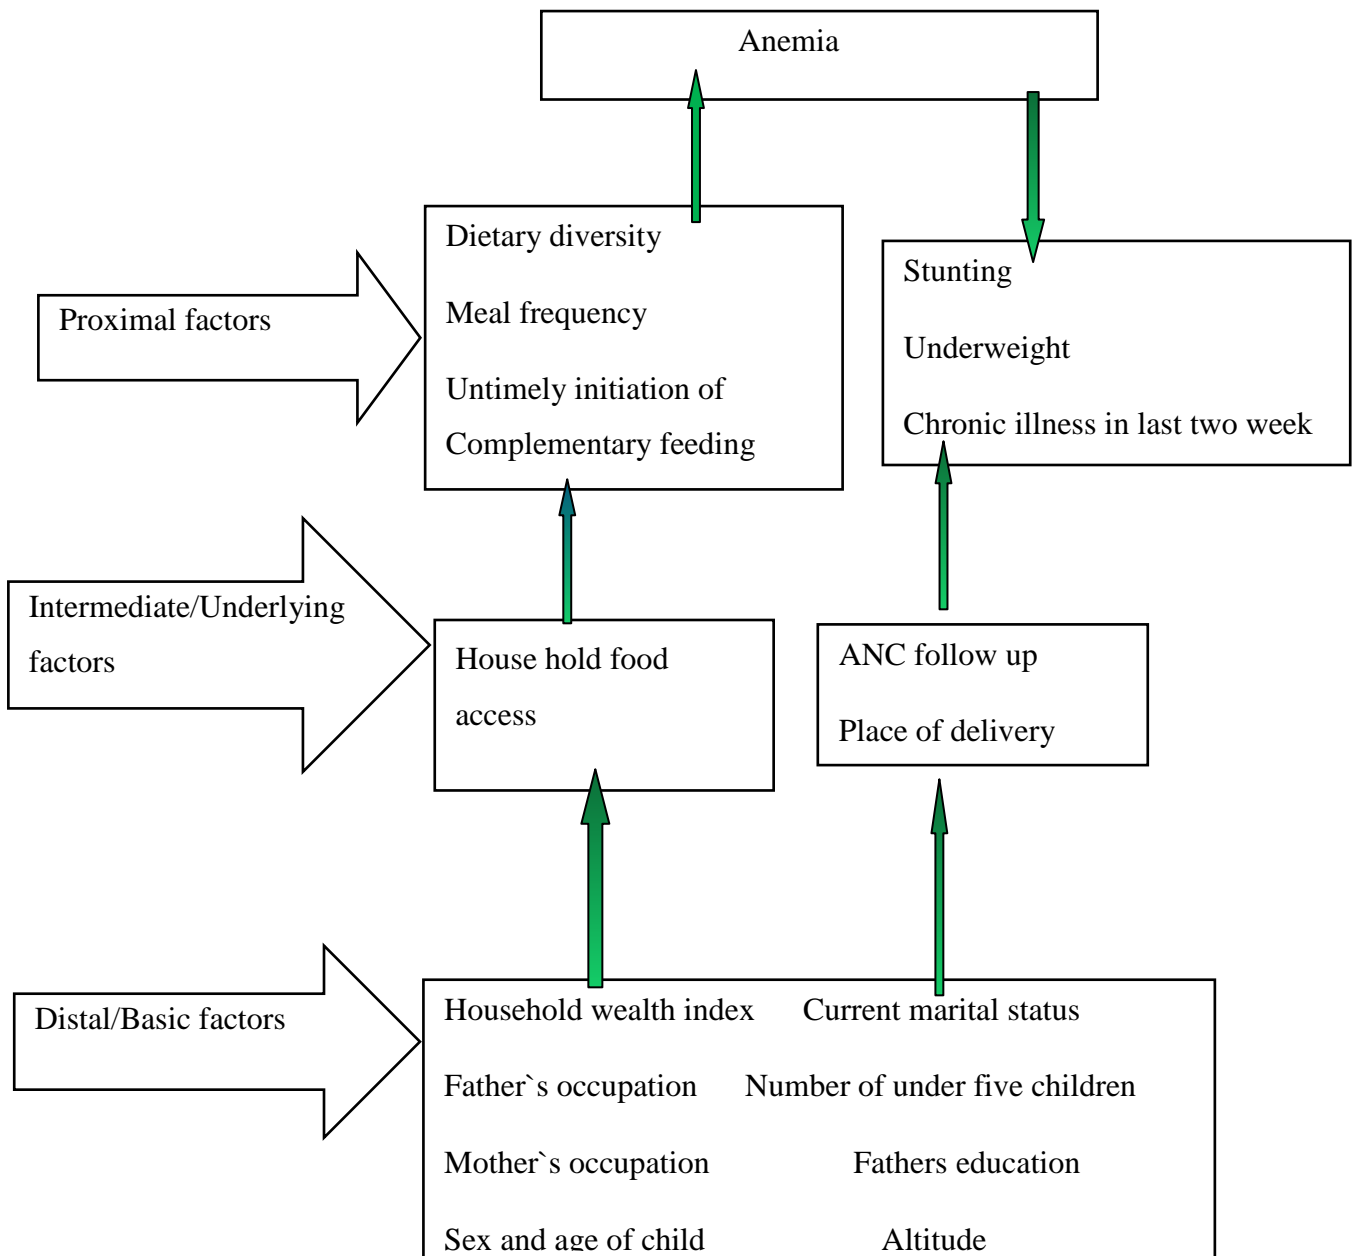 Anemia
Dietary diversity
Meal frequency
Untimely initiation of
Complementary feeding
Stunting
Underweight
Chronic illness in last two week
Proximal factors
Intermediate/Underlying
factors
House hold food
access
ANC follow up
Place of delivery
Distal/Basic factors
Household wealth index Current marital status
Father`s occupation Number of under five children
Mother`s occupation Fathers education
Sex and age of child Altitude